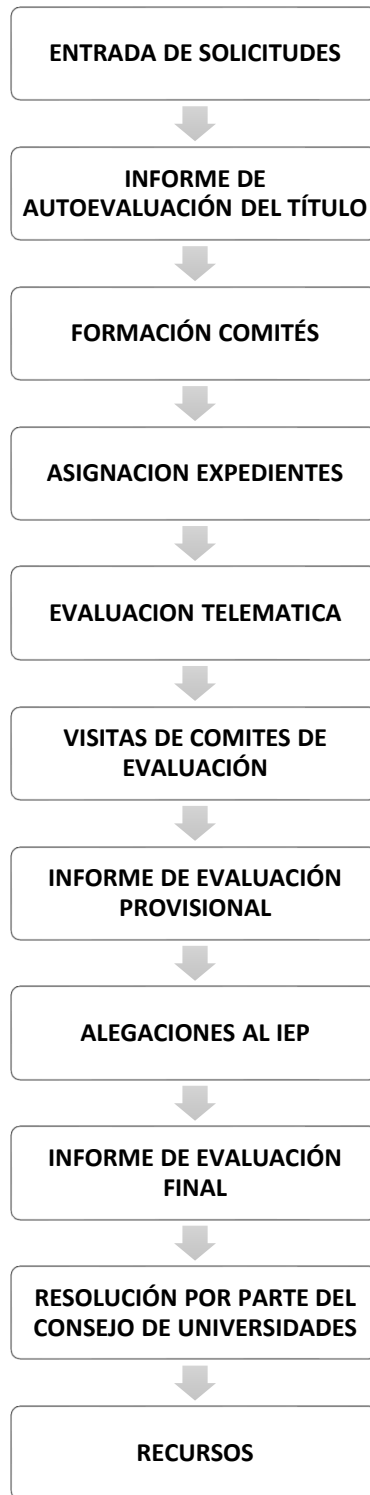 ENTRADA DE SOLICITUDES
INFORME DE
AUTOEVALUACIÓN DEL TÍTULO
FORMACIÓN COMITÉS
ASIGNACION EXPEDIENTES
EVALUACION TELEMATICA
VISITAS DE COMITES DE
EVALUACIÓN
INFORME DE EVALUACIÓN
PROVISIONAL
ALEGACIONES AL IEP
INFORME DE EVALUACIÓN
FINAL
RESOLUCIÓN POR PARTE DEL
CONSEJO DE UNIVERSIDADES
RECURSOS